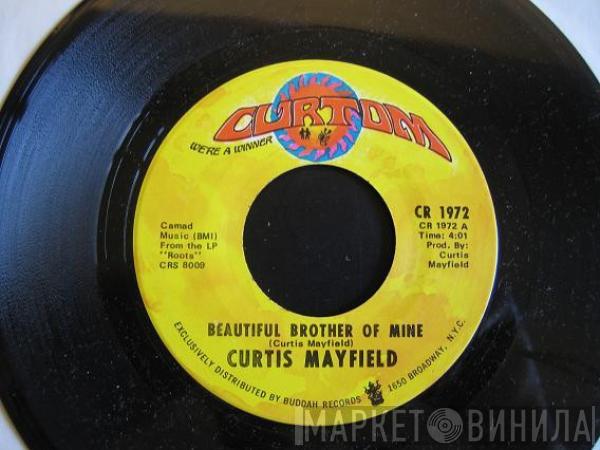 CURTOM
WE'RE A WINNER
CR 1972
CR 1972 A
Time: 4:01
Prod. By:
Curtis
Mayfield
Camad
Music (BMI)
From the LP
"Roots"
CRS 8009
BEAUTIFUL BROTHER OF MINE
(Curtis Mayfield)
CURTIS MAYFIELD
EXCLUSIVELY DISTRIBUTED BY BUDDAH RECORDS 1650 BROADWAY, N.Y.C.
МАРКЕТ ВИНИЛА